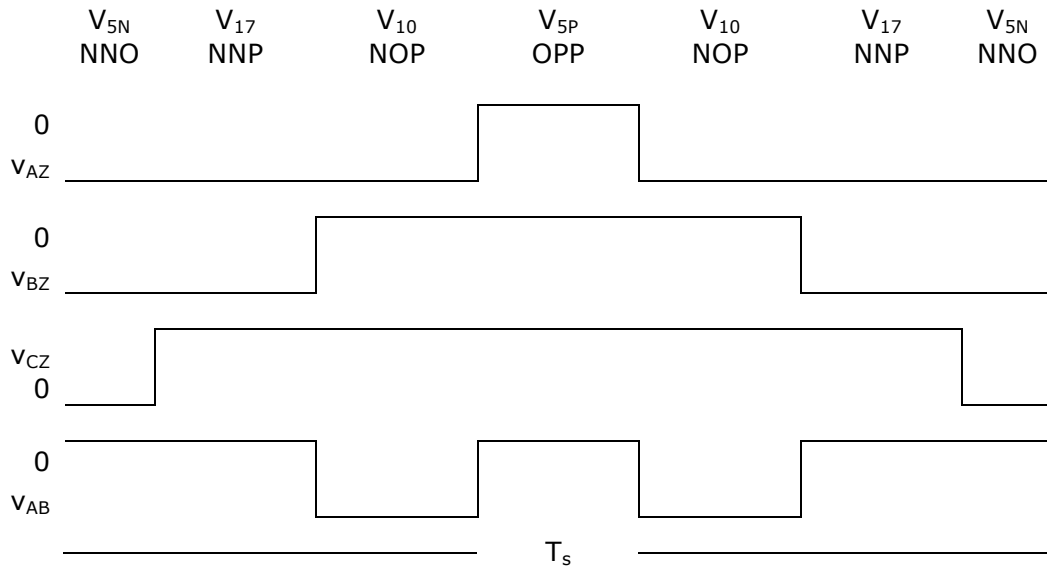 V5N V17 V10 V5P V10 V17 V5N
NNO NNP NOP OPP NOP NNP NNO
0
vAZ
0
vBZ
vCZ
0
0
vAB
Ts